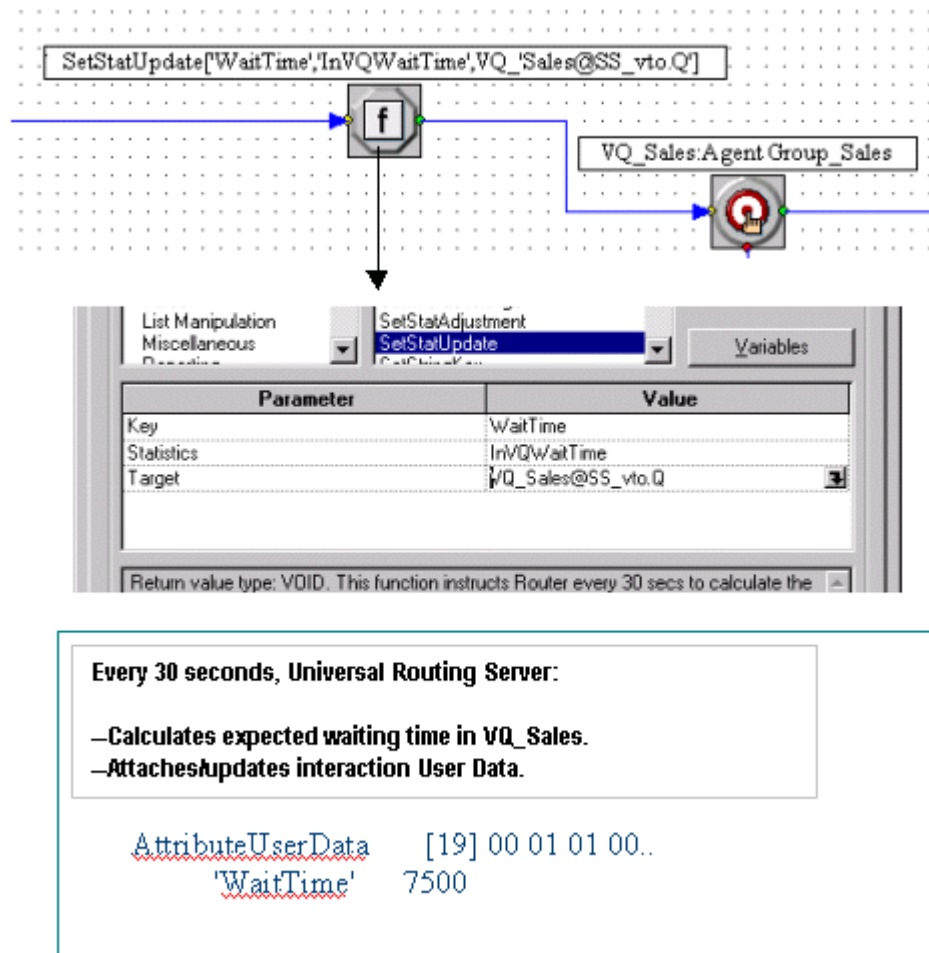 SetStatUpdate['WaitTime','InVQWaitTime',VQ_'Sales@SS_vto.Q']
f
VQ_Sales:Agent Group_Sales
List Manipulation
SetStatAdjustment
Miscellaneous
SetStatUpdate
Variables
Parameter Value
Key WaitTime
Statistics InVQWaitTime
Target VQ_Sales@SS_vto.Q
Return value type: VOID. This function instructs Router every 30 secs to calculate the
Every 30 seconds, Universal Routing Server:
—Calculates expected waiting time in VQ_Sales.
—Attaches/updates interaction User Data.
AttributeUserData [19] 00 01 01 00..
'WaitTime' 7500